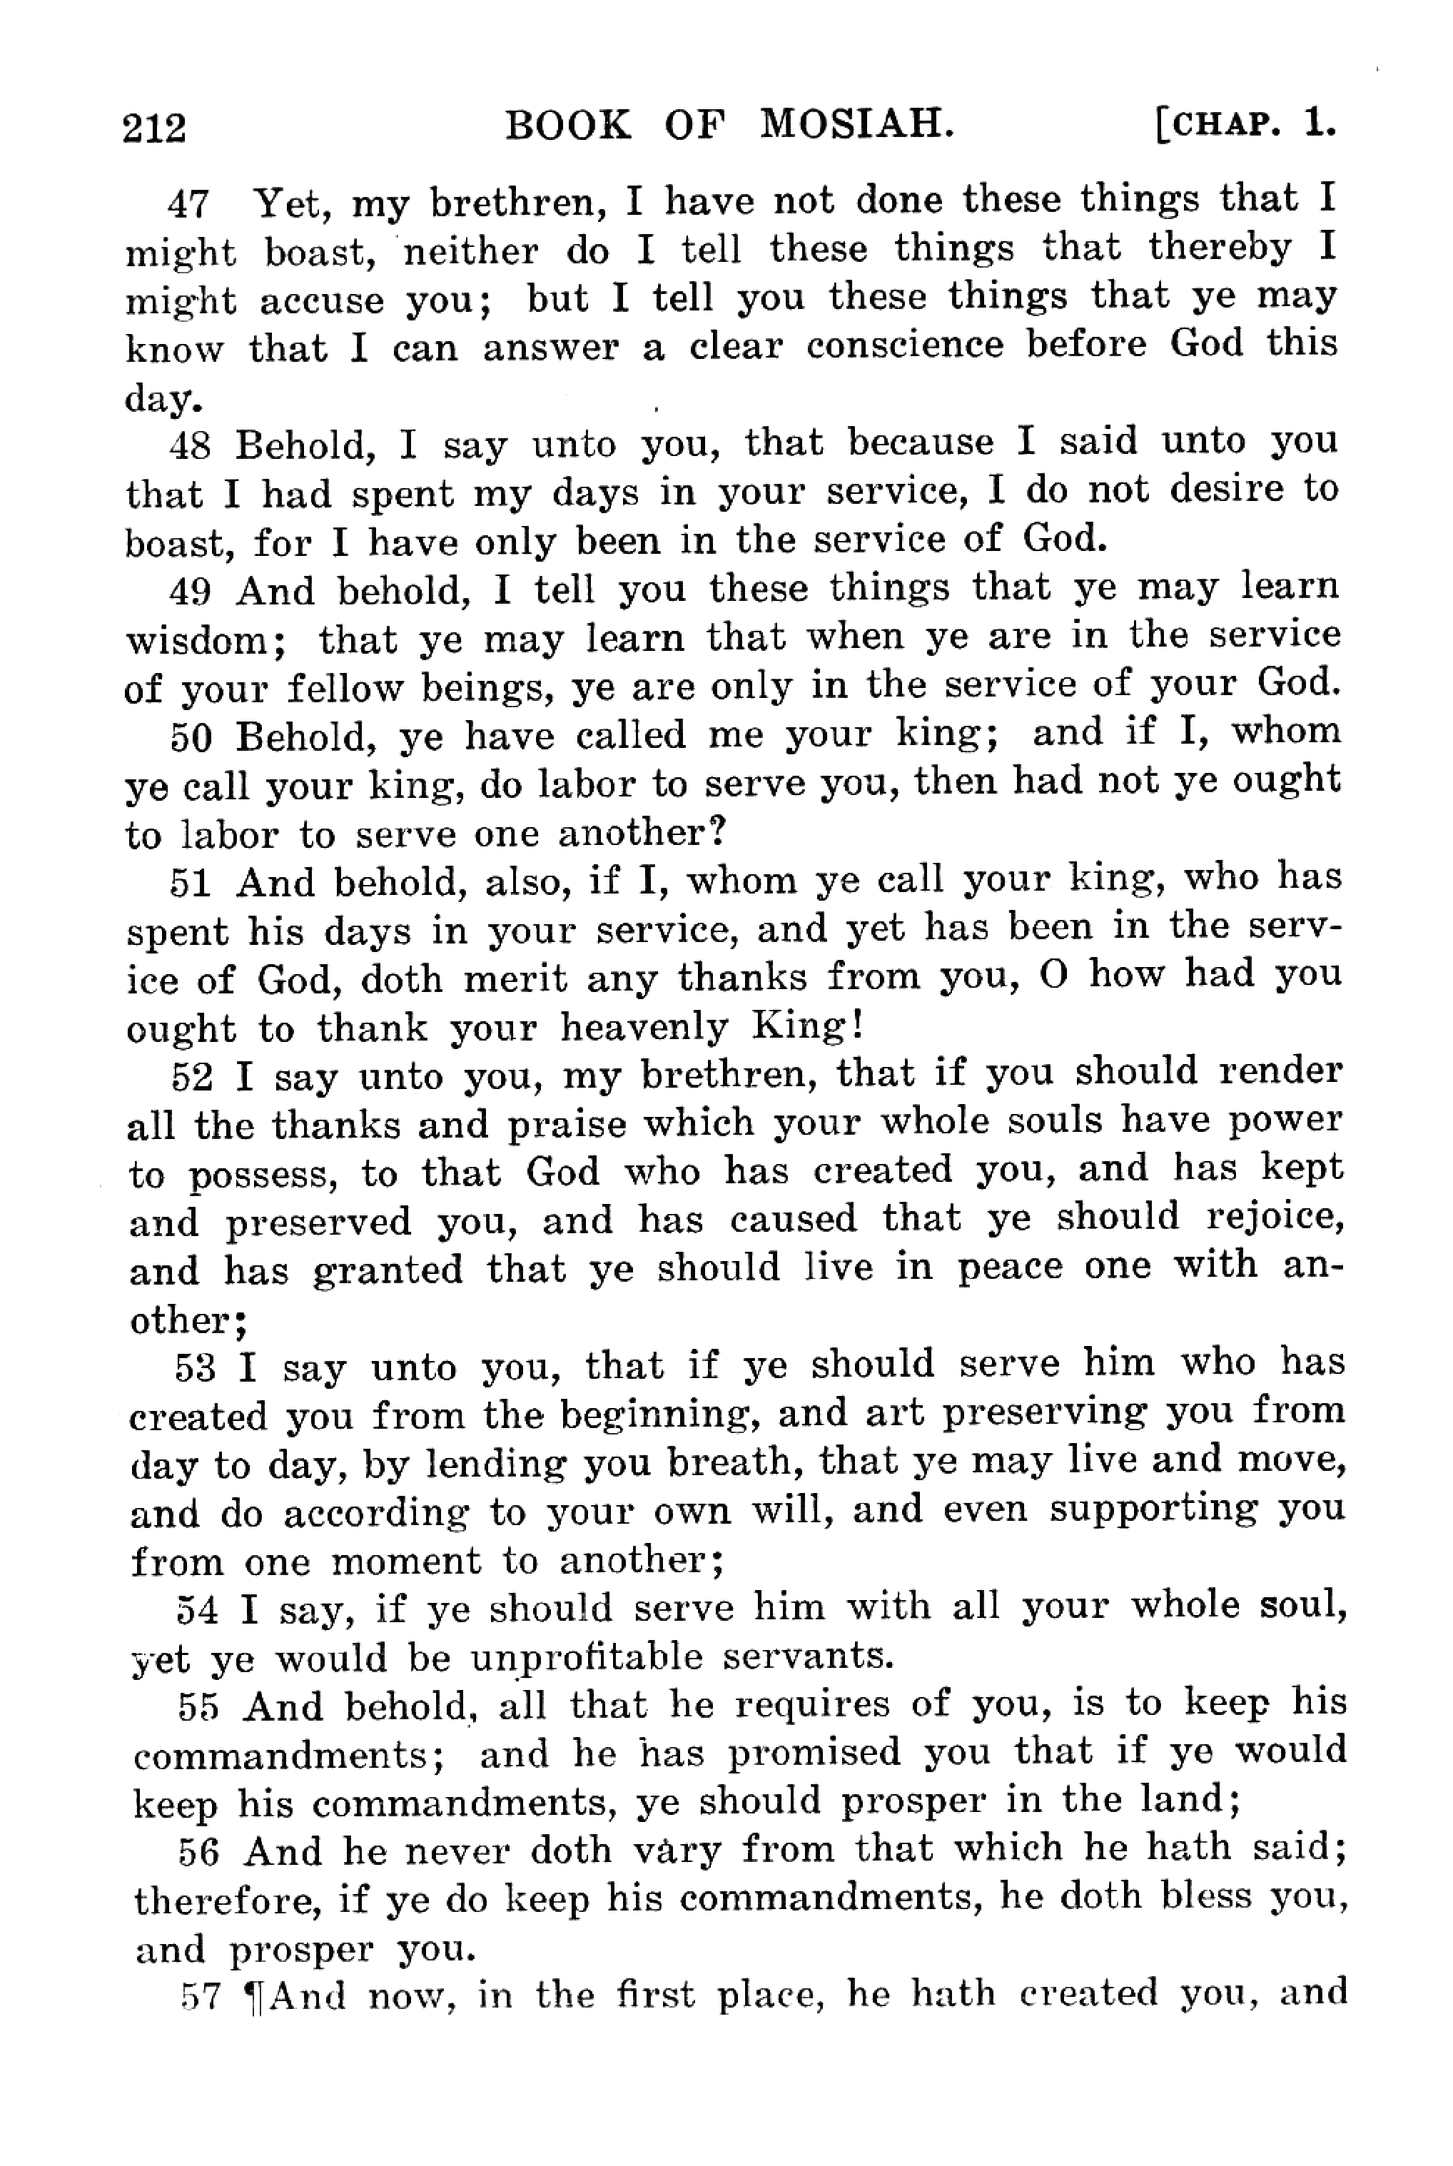 212 BOOK OF MOSIAH. [CHAP. 1.
47 Yet, my brethren, I have not done these things that I
might boast, neither do I tell these things that thereby I
might accuse you; but I tell you these things that ye may
know that I can answer a clear conscience before God this
day.
48 Behold, I say unto you, that because I said unto you
that I had spent my days in your service, I do not desire to
boast, for I have only been in the service of God.
49 And behold, I tell you these things that ye may learn
wisdom; that ye may learn that when ye are in the service
of your fellow beings, ye are only in the service of your God.
50 Behold, ye have called me your king; and if I, whom
ye call your king, do labor to serve you, then had not ye ought
to labor to serve one another?
51 And behold, also, if I, whom ye call your king, who has
spent his days in your service, and yet has been in the serv-
ice of God, doth merit any thanks from you, O how had you
ought to thank your heavenly King!
52 I say unto you, my brethren, that if you should render
all the thanks and praise which your whole souls have power
to possess, to that God who has created you, and has kept
and preserved you, and has caused that ye should rejoice,
and has granted that ye should live in peace one with an-
other;
53 I say unto you, that if ye should serve him who has
created you from the beginning, and art preserving you from
day to day, by lending you breath, that ye may live and move,
and do according to your own will, and even supporting you
from one moment to another;
54 I say, if ye should serve him with all your whole soul,
yet ye would be unprofitable servants.
55 And behold, all that he requires of you, is to keep his
commandments; and he has promised you that if ye would
keep his commandments, ye should prosper in the land;
56 And he never doth vary from that which he hath said;
therefore, if ye do keep his commandments, he doth bless you,
and prosper you.
57 ¶And now, in the first place, he hath created you, and